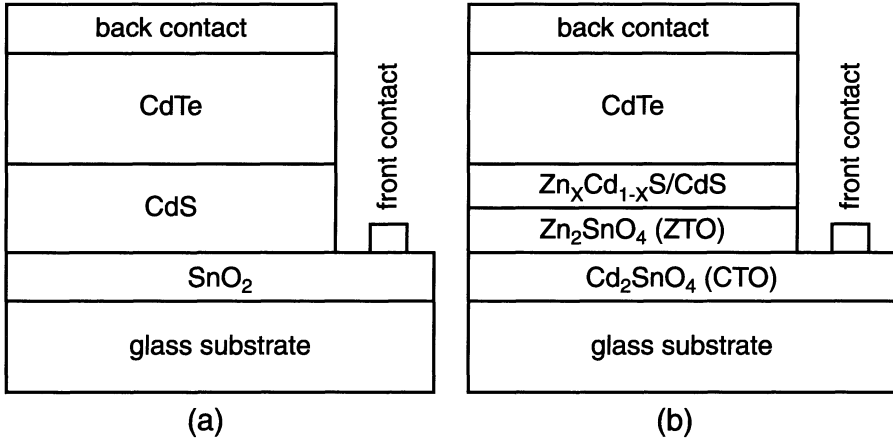 back contact
CdTe
CdS
SnO₂
glass substrate
front contact
(a)
back contact
CdTe
ZnₓCd₁₋ₓS/CdS
Zn₂SnO₄ (ZTO)
Cd₂SnO₄ (CTO)
glass substrate
front contact
(b)